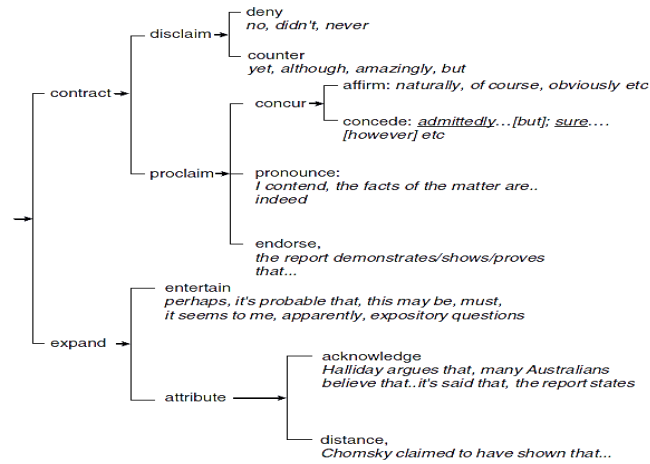 deny
no, didn't, never
disclaim
counter
yet, although, amazingly, but
contract
affirm: naturally, of course, obviously etc
concur
concede: admittedly...[but]; sure....
[however] etc
proclaim
pronounce:
I contend, the facts of the matter are..
indeed
endorse,
the report demonstrates/shows/proves
that...
entertain
perhaps, it's probable that, this may be, must,
it seems to me, apparently, expository questions
expand
acknowledge
Halliday argues that, many Australians
believe that..it's said that, the report states
attribute
distance,
Chomsky claimed to have shown that...